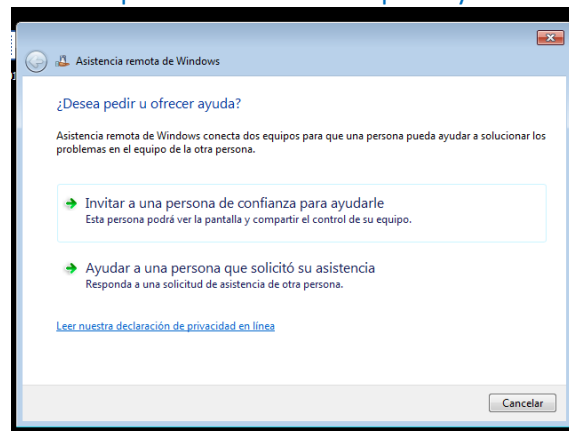 Asistencia remota de Windows
¿Desea pedir u ofrecer ayuda?
Asistencia remota de Windows conecta dos equipos para que una persona pueda ayudar a solucionar los
problemas en el equipo de la otra persona.
Invitar a una persona de confianza para ayudarle
Esta persona podrá ver la pantalla y compartir el control de su equipo.
Ayudar a una persona que solicitó su asistencia
Responda a una solicitud de asistencia de otra persona.
Leer nuestra declaración de privacidad en línea
Cancelar